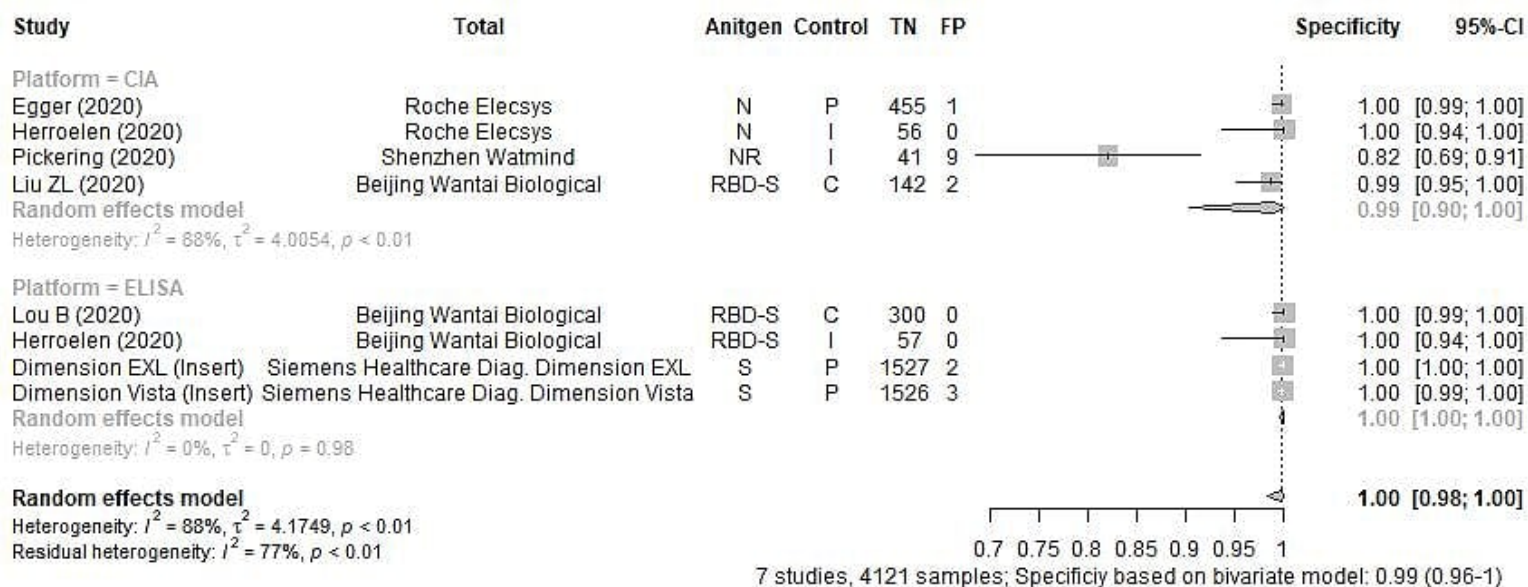 Study Total Anitgen Control TN FP Specificity 95%-CI
Platform = CIA
Egger (2020) Roche Elecsys N P 455 1 1.00 [0.99; 1.00]
Herroelen (2020) Roche Elecsys N I 56 0 1.00 [0.94; 1.00]
Pickering (2020) Shenzhen Watmind NR I 41 9 0.82 [0.69; 0.91]
Liu ZL (2020) Beijing Wantai Biological RBD-S C 142 2 0.99 [0.95; 1.00]
Random effects model 0.99 [0.90; 1.00]
Heterogeneity: I² = 88%, τ² = 4.0054, p < 0.01
Platform = ELISA
Lou B (2020) Beijing Wantai Biological RBD-S C 300 0 1.00 [0.99; 1.00]
Herroelen (2020) Beijing Wantai Biological RBD-S I 57 0 1.00 [0.94; 1.00]
Dimension EXL (Insert) Siemens Healthcare Diag. Dimension EXL S P 1527 2 1.00 [1.00; 1.00]
Dimension Vista (Insert) Siemens Healthcare Diag. Dimension Vista S P 1526 3 1.00 [0.99; 1.00]
Random effects model 1.00 [1.00; 1.00]
Heterogeneity: I² = 0%, τ² = 0, p = 0.98
Random effects model 1.00 [0.98; 1.00]
Heterogeneity: I² = 88%, τ² = 4.1749, p < 0.01
Residual heterogeneity: I² = 77%, p < 0.01
0.7 0.75 0.8 0.85 0.9 0.95 1
7 studies, 4121 samples; Specificiy based on bivariate model: 0.99 (0.96-1)